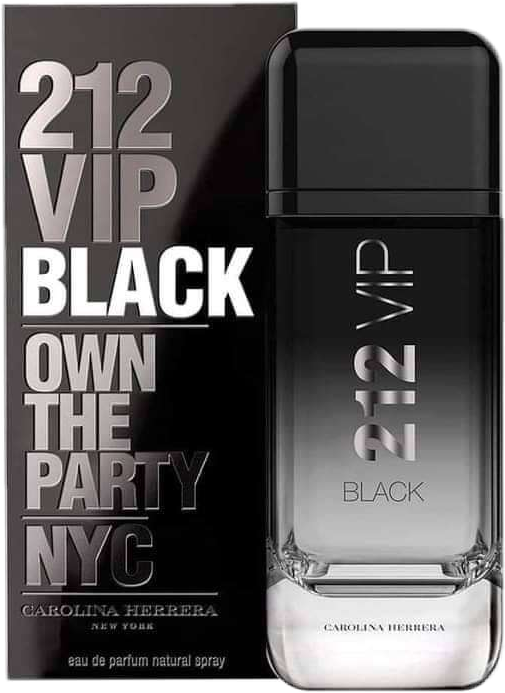 212
VIP
BLACK
OWN
THE
PARTY
NYC
CAROLINA HERRERA
NEW YORK
eau de parfum natural spray
212 VIP
BLACK
CAROLINA HERRERA